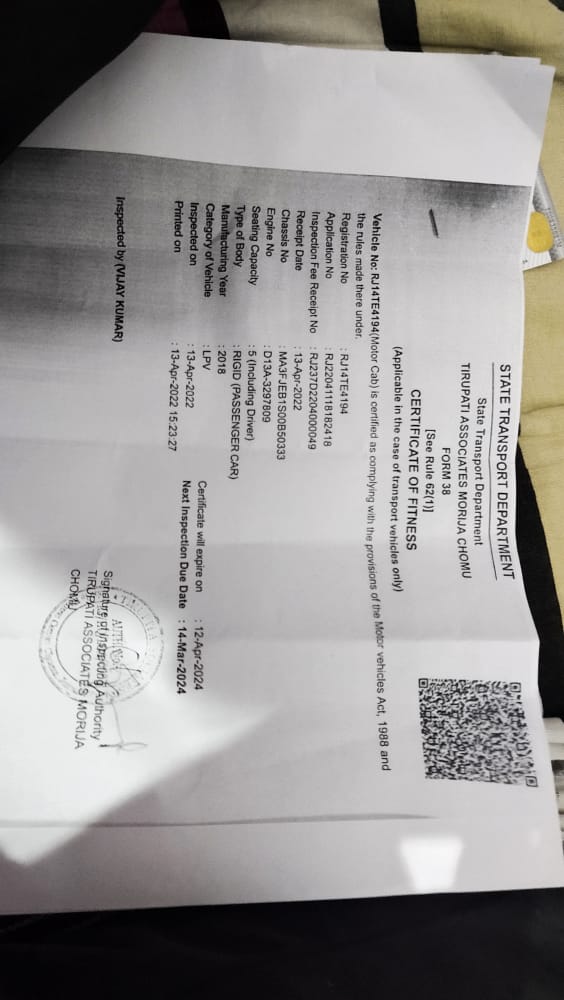 STATE TRANSPORT DEPARTMENT
State Transport Department
TIRUPATI ASSOCIATES MORIJA CHOMU
FORM 38
[See Rule 62(1)]
CERTIFICATE OF FITNESS
(Applicable in the case of transport vehicles only)
Vehicle No: RJ14TE4194(Motor Cab) is certified as complying with the provisions of the Motor vehicles Act, 1988 and
the rules made there under.
Registration No : RJ14TE4194
Application No : RJ22041118182418
Inspection Fee Receipt No : RJ237D2204000049
Receipt Date : 13-Apr-2022
Chassis No : MA3FJEB1S00B50333
Engine No : D13A-3297809
Seating Capacity : 5 (Including Driver)
Type of Body : RIGID (PASSENGER CAR)
Manufacturing Year : 2018
Category of Vehicle : LPV Certificate will expire on : 12-Apr-2024
Inspected on : 13-Apr-2022 Next Inspection Due Date : 14-Mar-2024
Printed on : 13-Apr-2022 15:23:27
Inspected by (VIJAY KUMAR)
Signature of Inspecting Authority
TIRUPATI ASSOCIATES MORIJA
CHOMU